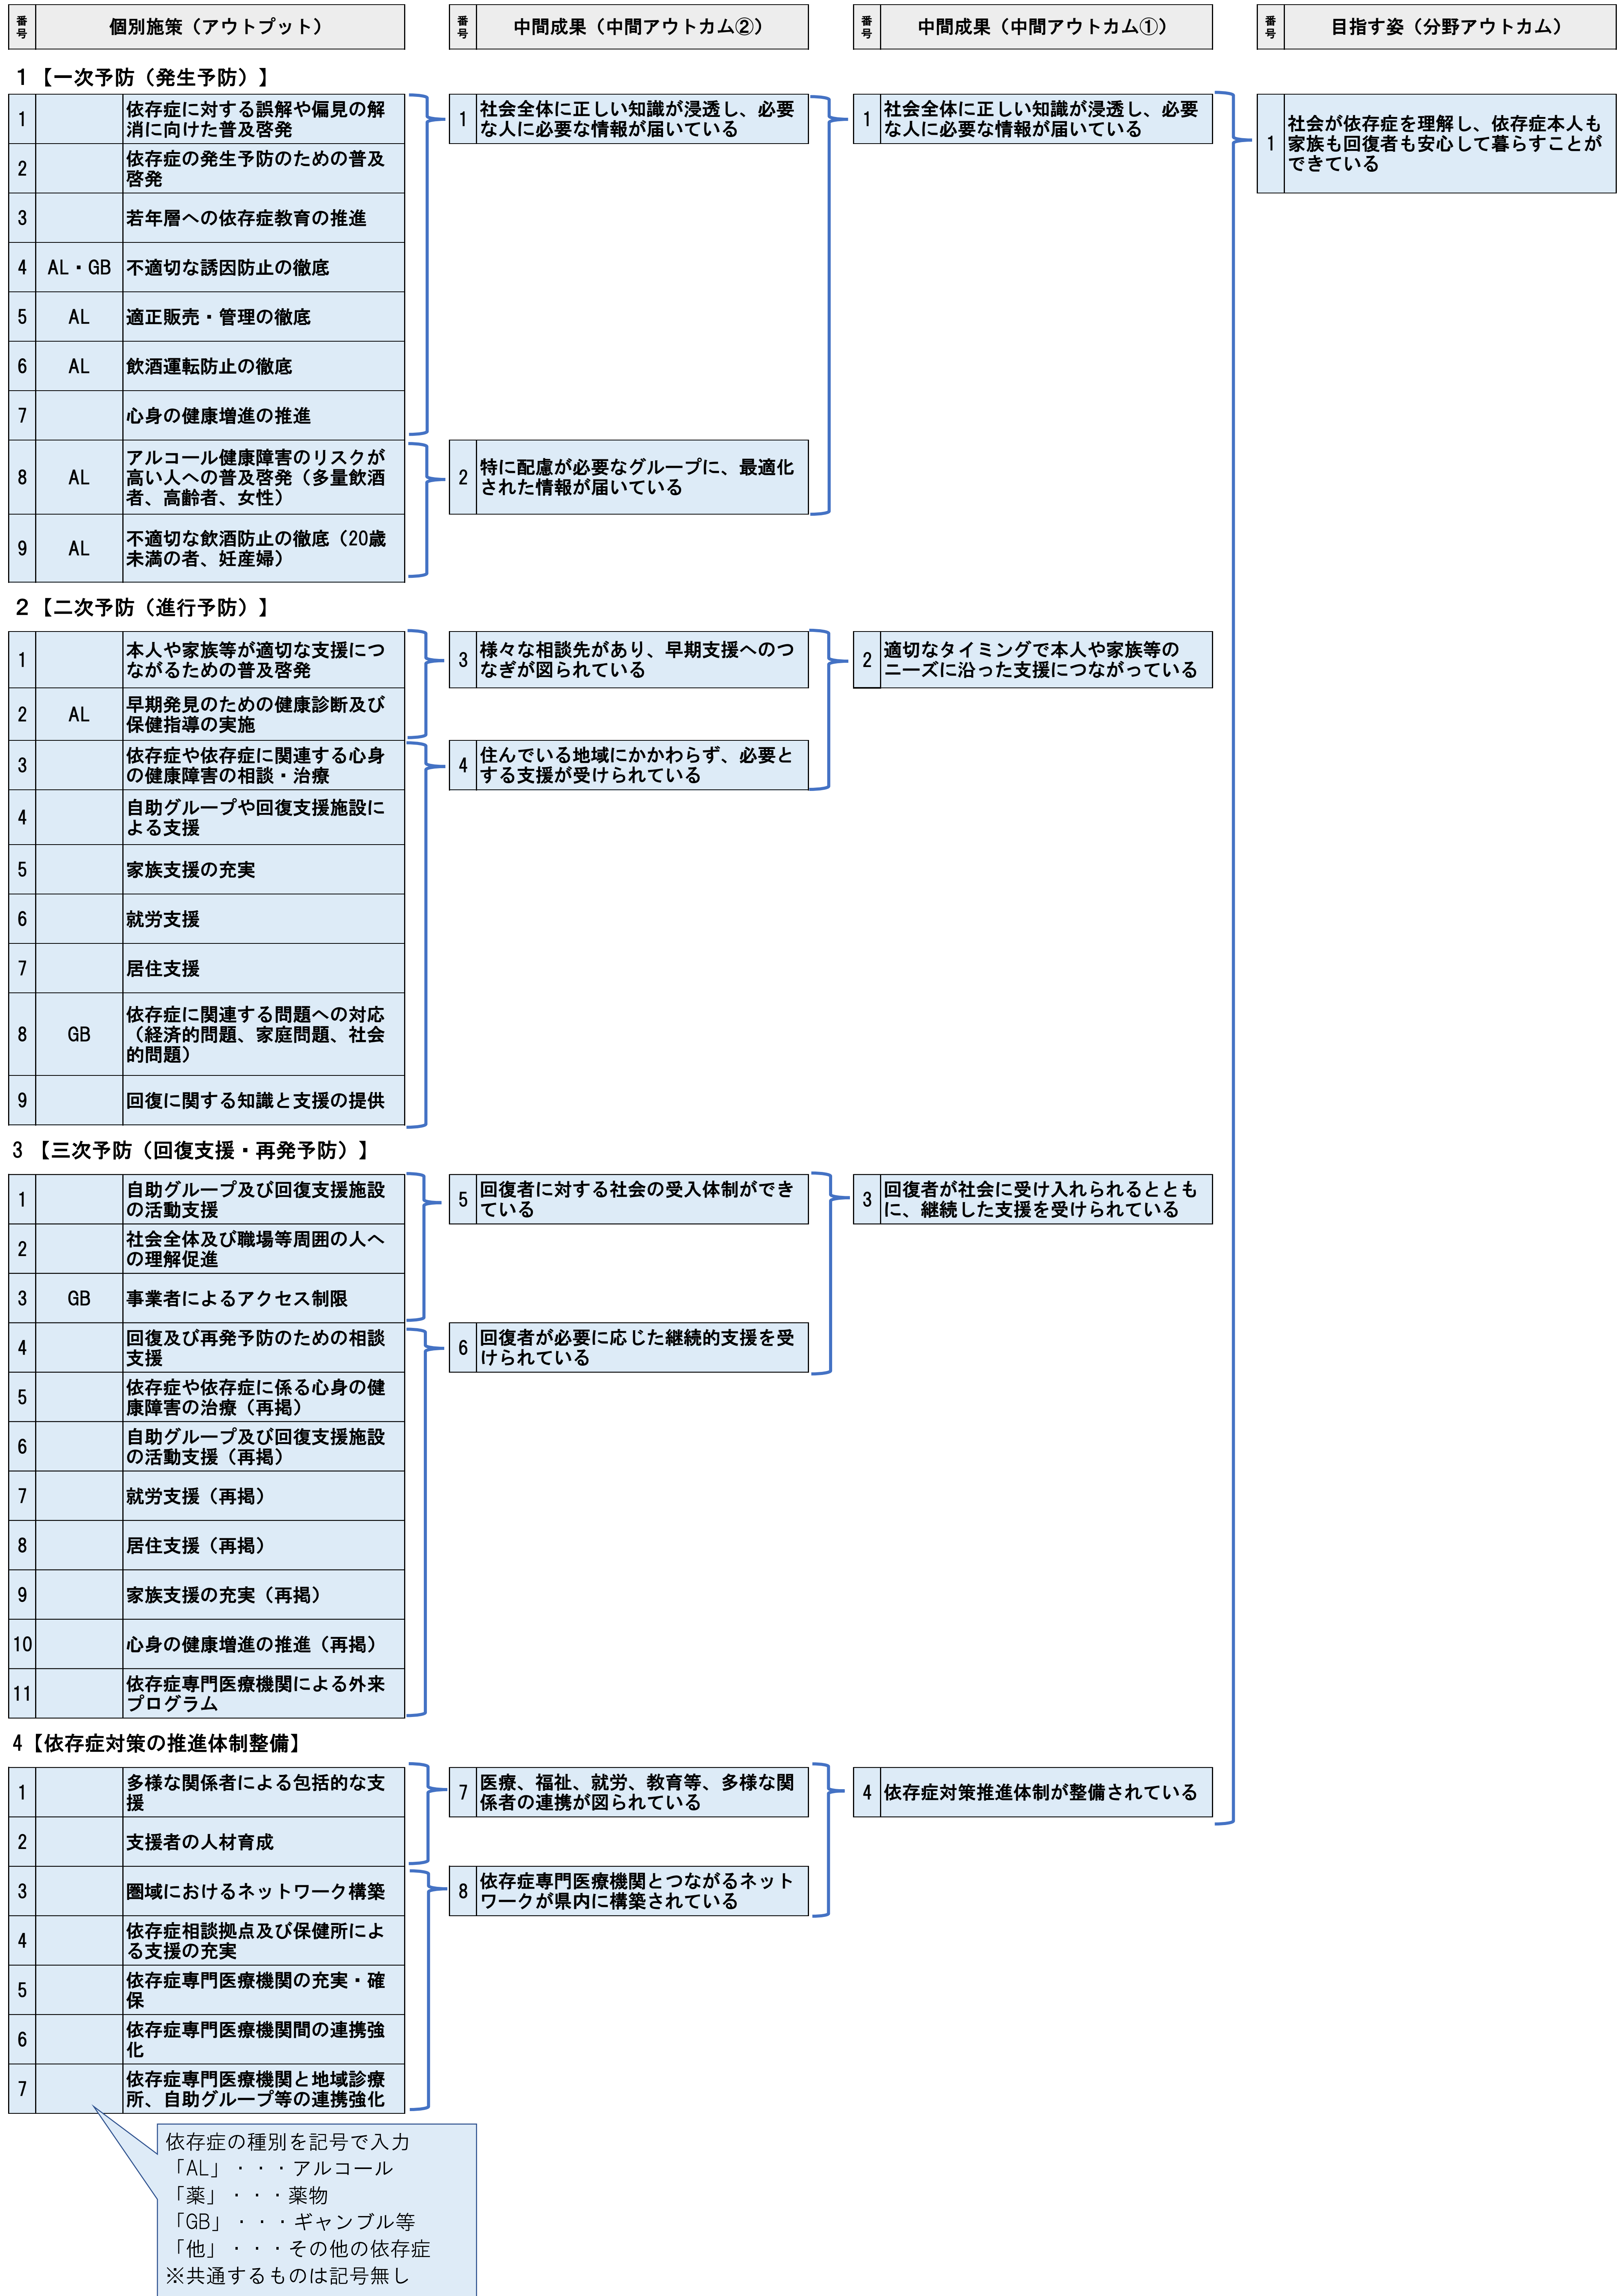 番号 個別施策（アウトプット） 番号 中間成果（中間アウトカム②） 番号 中間成果（中間アウトカム①） 番号 目指す姿（分野アウトカム）
１【一次予防（発生予防）】
1 依存症に対する誤解や偏見の解
消に向けた普及啓発
1 社会全体に正しい知識が浸透し、必要
な人に必要な情報が届いている
1 社会全体に正しい知識が浸透し、必要
な人に必要な情報が届いている
1 社会が依存症を理解し、依存症本人も
家族も回復者も安心して暮らすことが
できている
2 依存症の発生予防のための普及
啓発
3 若年層への依存症教育の推進
4 AL・GB 不適切な誘因防止の徹底
5 AL 適正販売・管理の徹底
6 AL 飲酒運転防止の徹底
7 心身の健康増進の推進
8 AL アルコール健康障害のリスクが
高い人への普及啓発（多量飲酒
者、高齢者、女性）
2 特に配慮が必要なグループに、最適化
された情報が届いている
9 AL 不適切な飲酒防止の徹底（20歳
未満の者、妊産婦）
２【二次予防（進行予防）】
1 本人や家族等が適切な支援につ
ながるための普及啓発
3 様々な相談先があり、早期支援へのつ
なぎが図られている
2 適切なタイミングで本人や家族等の
ニーズに沿った支援につながっている
2 AL 早期発見のための健康診断及び
保健指導の実施
3 依存症や依存症に関連する心身
の健康障害の相談・治療
4 住んでいる地域にかかわらず、必要と
する支援が受けられている
4 自助グループや回復支援施設に
よる支援
5 家族支援の充実
6 就労支援
7 居住支援
8 GB 依存症に関連する問題への対応
（経済的問題、家庭問題、社会
的問題）
9 回復に関する知識と支援の提供
3 【三次予防（回復支援・再発予防）】
1 自助グループ及び回復支援施設
の活動支援
5 回復者に対する社会の受入体制ができ
ている
3 回復者が社会に受け入れられるととも
に、継続した支援を受けられている
2 社会全体及び職場等周囲の人へ
の理解促進
3 GB 事業者によるアクセス制限
4 回復及び再発予防のための相談
支援
6 回復者が必要に応じた継続的支援を受
けられている
5 依存症や依存症に係る心身の健
康障害の治療（再掲）
6 自助グループ及び回復支援施設
の活動支援（再掲）
7 就労支援（再掲）
8 居住支援（再掲）
9 家族支援の充実（再掲）
10 心身の健康増進の推進（再掲）
11 依存症専門医療機関による外来
プログラム
4【依存症対策の推進体制整備】
1 多様な関係者による包括的な支
援
7 医療、福祉、就労、教育等、多様な関
係者の連携が図られている
4 依存症対策推進体制が整備されている
2 支援者の人材育成
3 圏域におけるネットワーク構築
8 依存症専門医療機関とつながるネット
ワークが県内に構築されている
4 依存症相談拠点及び保健所によ
る支援の充実
5 依存症専門医療機関の充実・確
保
6 依存症専門医療機関間の連携強
化
7 依存症専門医療機関と地域診療
所、自助グループ等の連携強化
依存症の種別を記号で入力
「AL」・・・アルコール
「薬」・・・薬物
「GB」・・・ギャンブル等
「他」・・・その他の依存症
※共通するものは記号無し